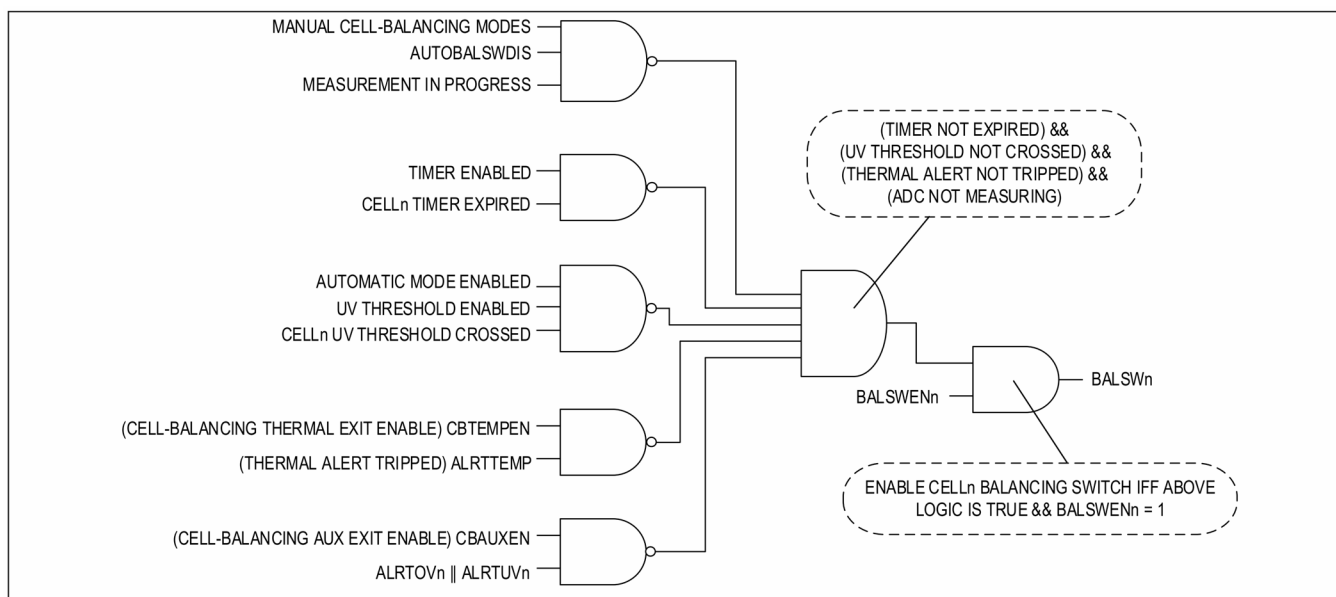 MANUAL CELL-BALANCING MODES
AUTOBALSWDIS
MEASUREMENT IN PROGRESS
TIMER ENABLED
CELLn TIMER EXPIRED
AUTOMATIC MODE ENABLED
UV THRESHOLD ENABLED
CELLn UV THRESHOLD CROSSED
(CELL-BALANCING THERMAL EXIT ENABLE) CBTEMPEN
(THERMAL ALERT TRIPPED) ALRTTEMP
(CELL-BALANCING AUX EXIT ENABLE) CBAUXEN
ALRTOVn || ALRTUVn
(TIMER NOT EXPIRED) &&
(UV THRESHOLD NOT CROSSED) &&
(THERMAL ALERT NOT TRIPPED) &&
(ADC NOT MEASURING)
BALSWENn
BALSWn
ENABLE CELLn BALANCING SWITCH IFF ABOVE
LOGIC IS TRUE && BALSWENn = 1